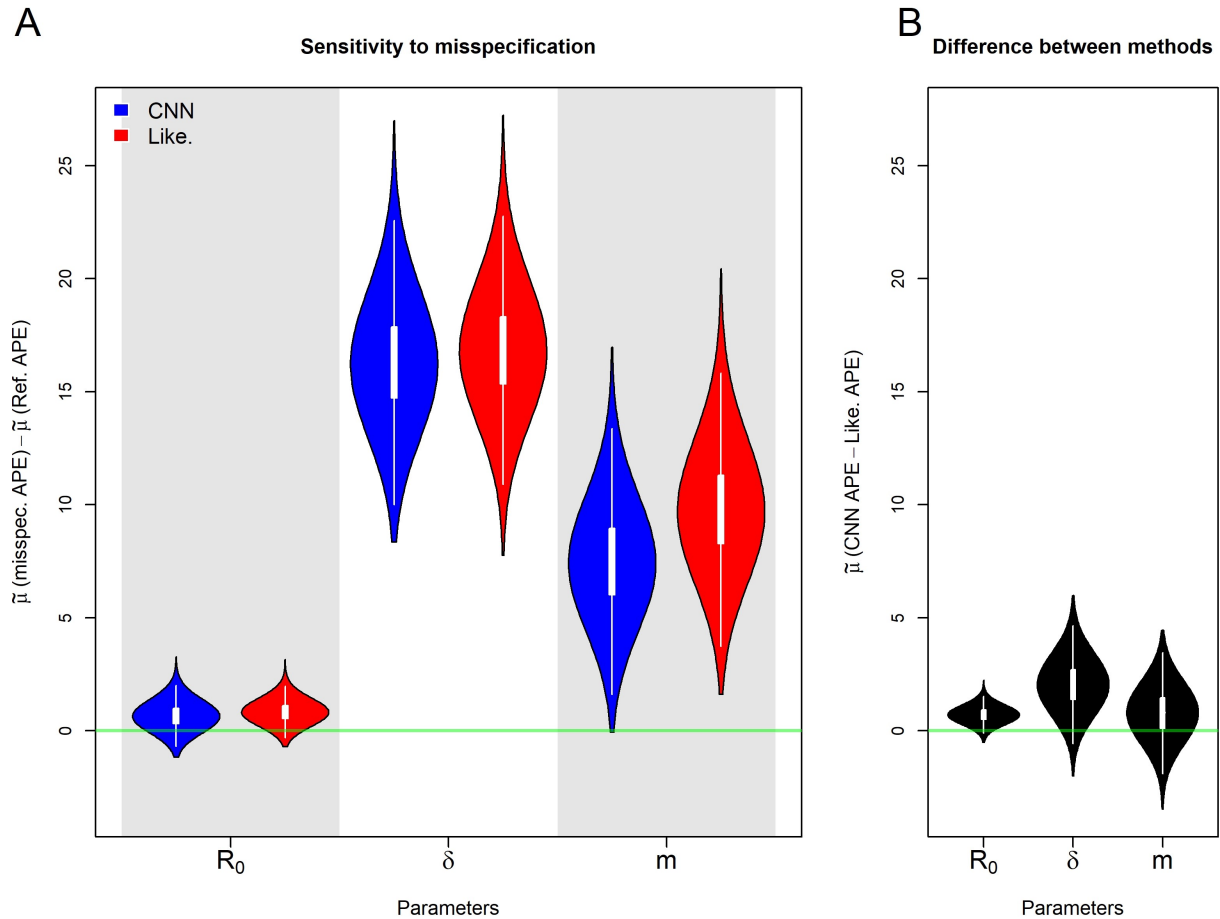 A
Sensitivity to misspecification
CNN
Like.
25
20
15
10
5
0
μ̃ (misspec. APE) – μ̃ (Ref. APE)
R₀
δ
m
Parameters
B
Difference between methods
25
20
15
10
5
0
μ̃ (CNN APE – Like. APE)
R₀
δ
m
Parameters